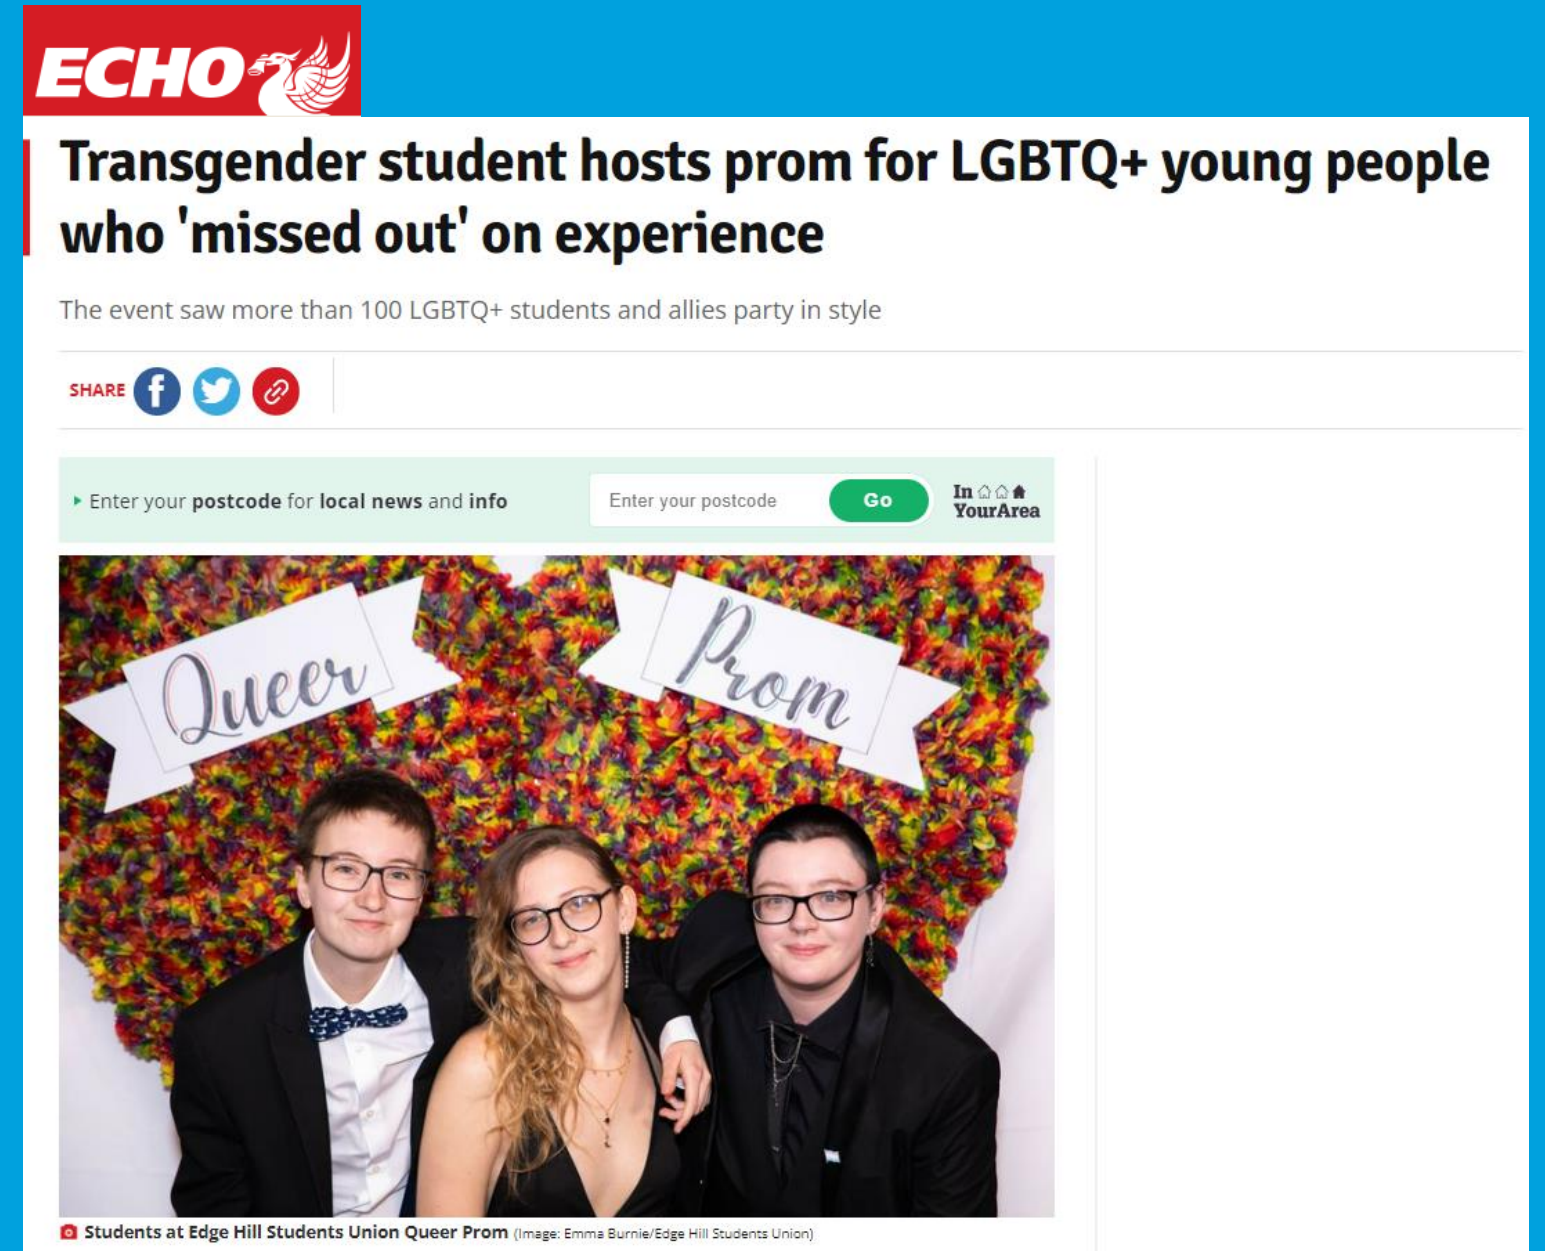 ECHO
Transgender student hosts prom for LGBTQ+ young people
who 'missed out' on experience
The event saw more than 100 LGBTQ+ students and allies party in style
SHARE
Enter your postcode for local news and info
Enter your postcode
Go
In
YourArea
Queer
Prom
Students at Edge Hill Students Union Queer Prom (Image: Emma Burnie/Edge Hill Students Union)